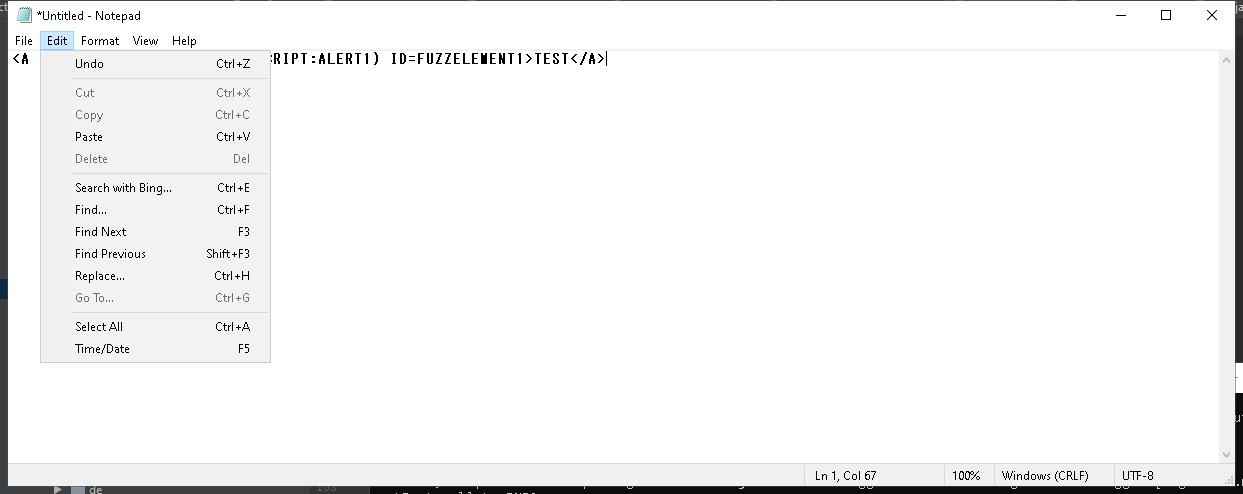 *Untitled - Notepad
File Edit Format View Help
<A RIPT:ALERT1) ID=FUZZELEMENT1>TEST</A>
Undo Ctrl+Z
Cut Ctrl+X
Copy Ctrl+C
Paste Ctrl+V
Delete Del
Search with Bing... Ctrl+E
Find... Ctrl+F
Find Next F3
Find Previous Shift+F3
Replace... Ctrl+H
Go To... Ctrl+G
Select All Ctrl+A
Time/Date F5
Ln 1, Col 67 100% Windows (CRLF) UTF-8
de